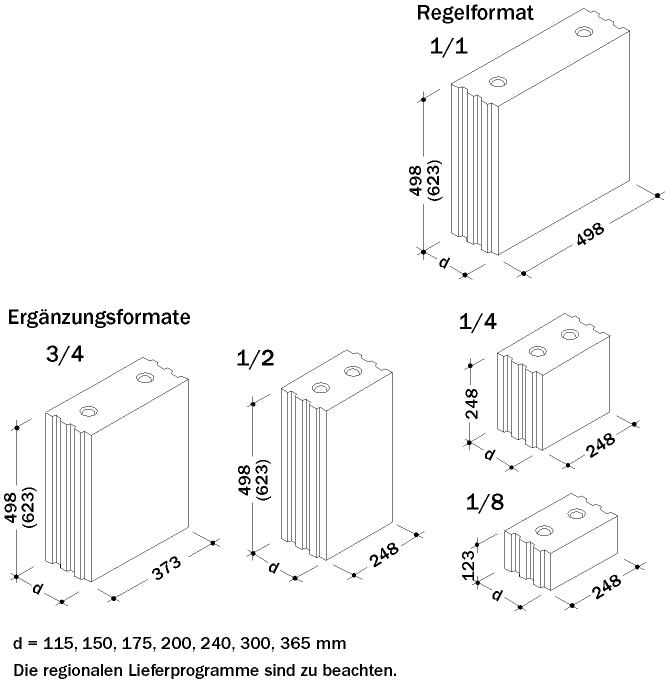 Regelformat
1/1
498
(623)
d
498
Ergänzungsformate
3/4
498
(623)
d
373
1/2
498
(623)
d
248
1/4
248
d
248
1/8
123
d
248
d = 115, 150, 175, 200, 240, 300, 365 mm
Die regionalen Lieferprogramme sind zu beachten.